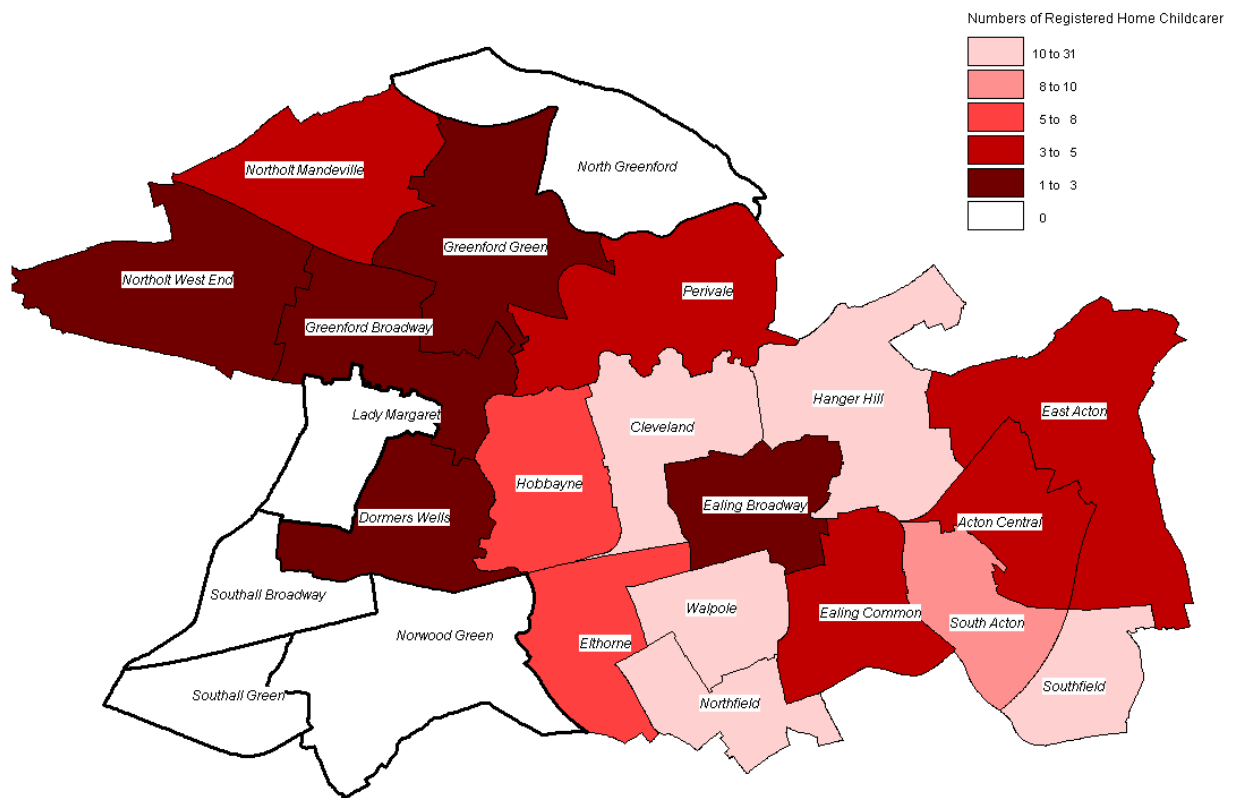 Numbers of Registered Home Childcarer
10 to 31
8 to 10
5 to 8
3 to 5
1 to 3
0
Northolt Mandeville
North Greenford
Greenford Green
Northolt West End
Perivale
Greenford Broadway
Hanger Hill
Lady Margaret
East Acton
Cleveland
Hobbayne
Ealing Broadway
Dormers Wells
Acton Central
Southall Broadway
Walpole
Ealing Common
Norwood Green
Elthorne
South Acton
Southall Green
Northfield
Southfield